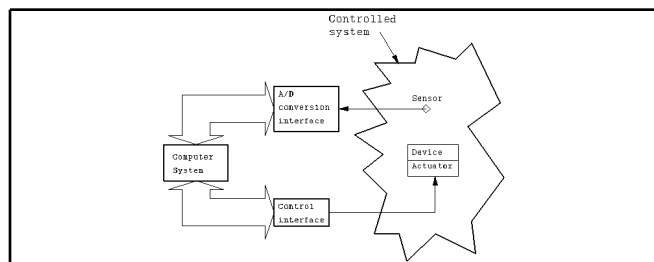 Controlled
system
A/D
conversion
interface
Sensor
Device
Actuator
Computer
System
Control
interface